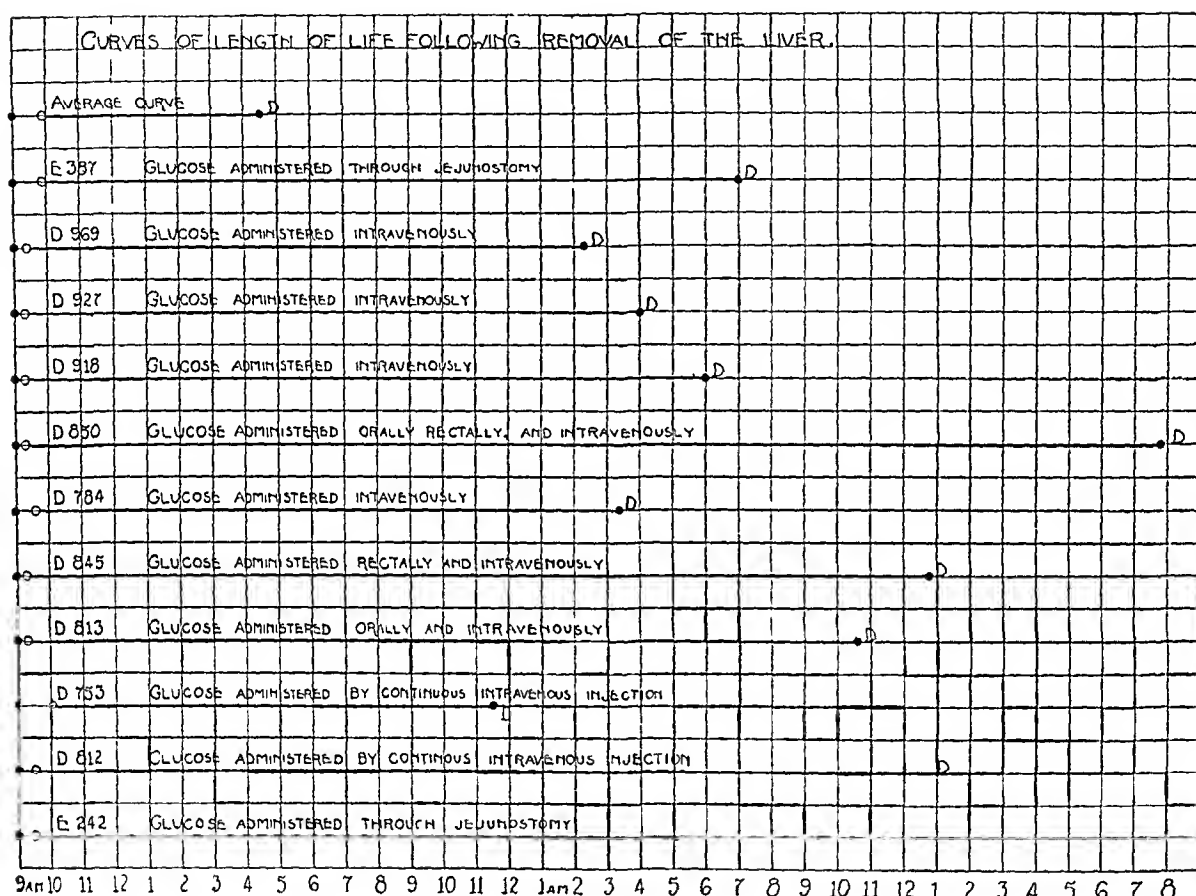 CURVES OF LENGTH OF LIFE FOLLOWING REMOVAL OF THE LIVER.
AVERAGE CURVE D
E 387 GLUCOSE ADMINISTERED THROUGH JEJUNOSTOMY D
D 969 GLUCOSE ADMINISTERED INTRAVENOUSLY D
D 927 GLUCOSE ADMINISTERED INTRAVENOUSLY D
D 918 GLUCOSE ADMINISTERED INTRAVENOUSLY D
D 850 GLUCOSE ADMINISTERED ORALLY RECTALLY, AND INTRAVENOUSLY D
D 784 GLUCOSE ADMINISTERED INTAVENOUSLY D
D 845 GLUCOSE ADMINISTERED RECTALLY AND INTRAVENOUSLY D
D 813 GLUCOSE ADMINISTERED ORALLY AND INTRAVENOUSLY D
D 753 GLUCOSE ADMINISTERED BY CONTINUOUS INTRAVENOUS INJECTION
D 812 GLUCOSE ADMINISTERED BY CONTINOUS INTRAVENOUS INJECTION D
E 242 GLUCOSE ADMINISTERED THROUGH JEJUNOSTOMY
9AM 10 11 12 1 2 3 4 5 6 7 8 9 10 11 12 1AM 2 3 4 5 6 7 8 9 10 11 12 1 2 3 4 5 6 7 8